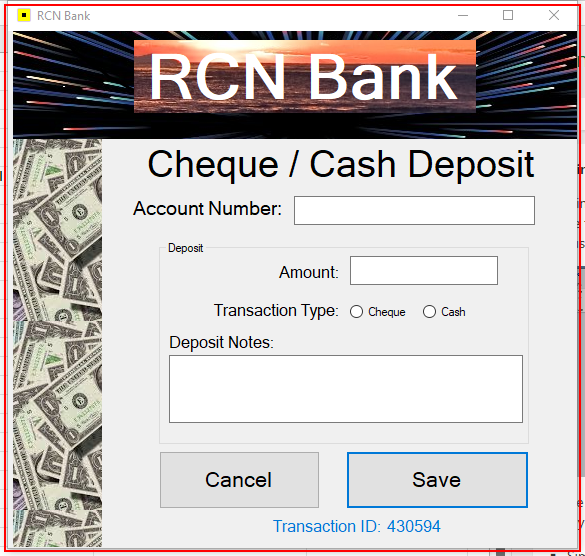 RCN Bank
RCN Bank
Cheque / Cash Deposit
Account Number:
Deposit
Amount:
Transaction Type: Cheque Cash
Deposit Notes:
Cancel Save
Transaction ID: 430594